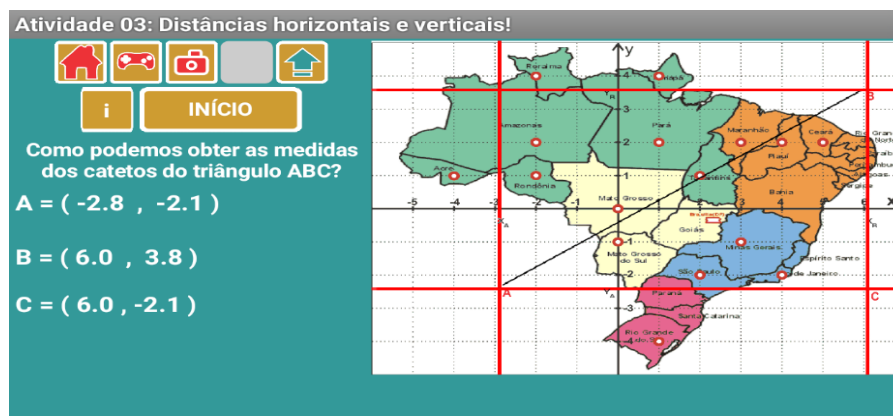 Atividade 03: Distâncias horizontais e verticais!
i
INÍCIO
Como podemos obter as medidas
dos catetos do triângulo ABC?
A = ( -2.8 , -2.1 )
B = ( 6.0 , 3.8 )
C = ( 6.0 , -2.1 )
y
Roraima
4
B
Y
3
Amazonas
2
Pará
Maranhão
Ceará
Rio Gran
Piauí
Acre
Rondônia
1
Tocantins
Bahia
Mato Grosso
-5 -4 -2 1 2 3 4 5 6 x
X A
X R
Goiás
-1
Mato Grosso
do Sul
Minas Gerais
Espírito Santo
-2
São Paulo
de Janeiro
A
Y A
Paraná
C
-3
Santa Catarina
Rio Grande
do